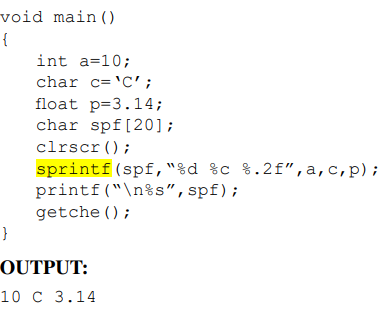 void main()
{
int a=10;
char c=‘C’;
float p=3.14;
char spf[20];
clrscr();
sprintf(spf,“%d %c %.2f”,a,c,p);
printf(“\n%s”,spf);
getche();
}
OUTPUT:
10 C 3.14